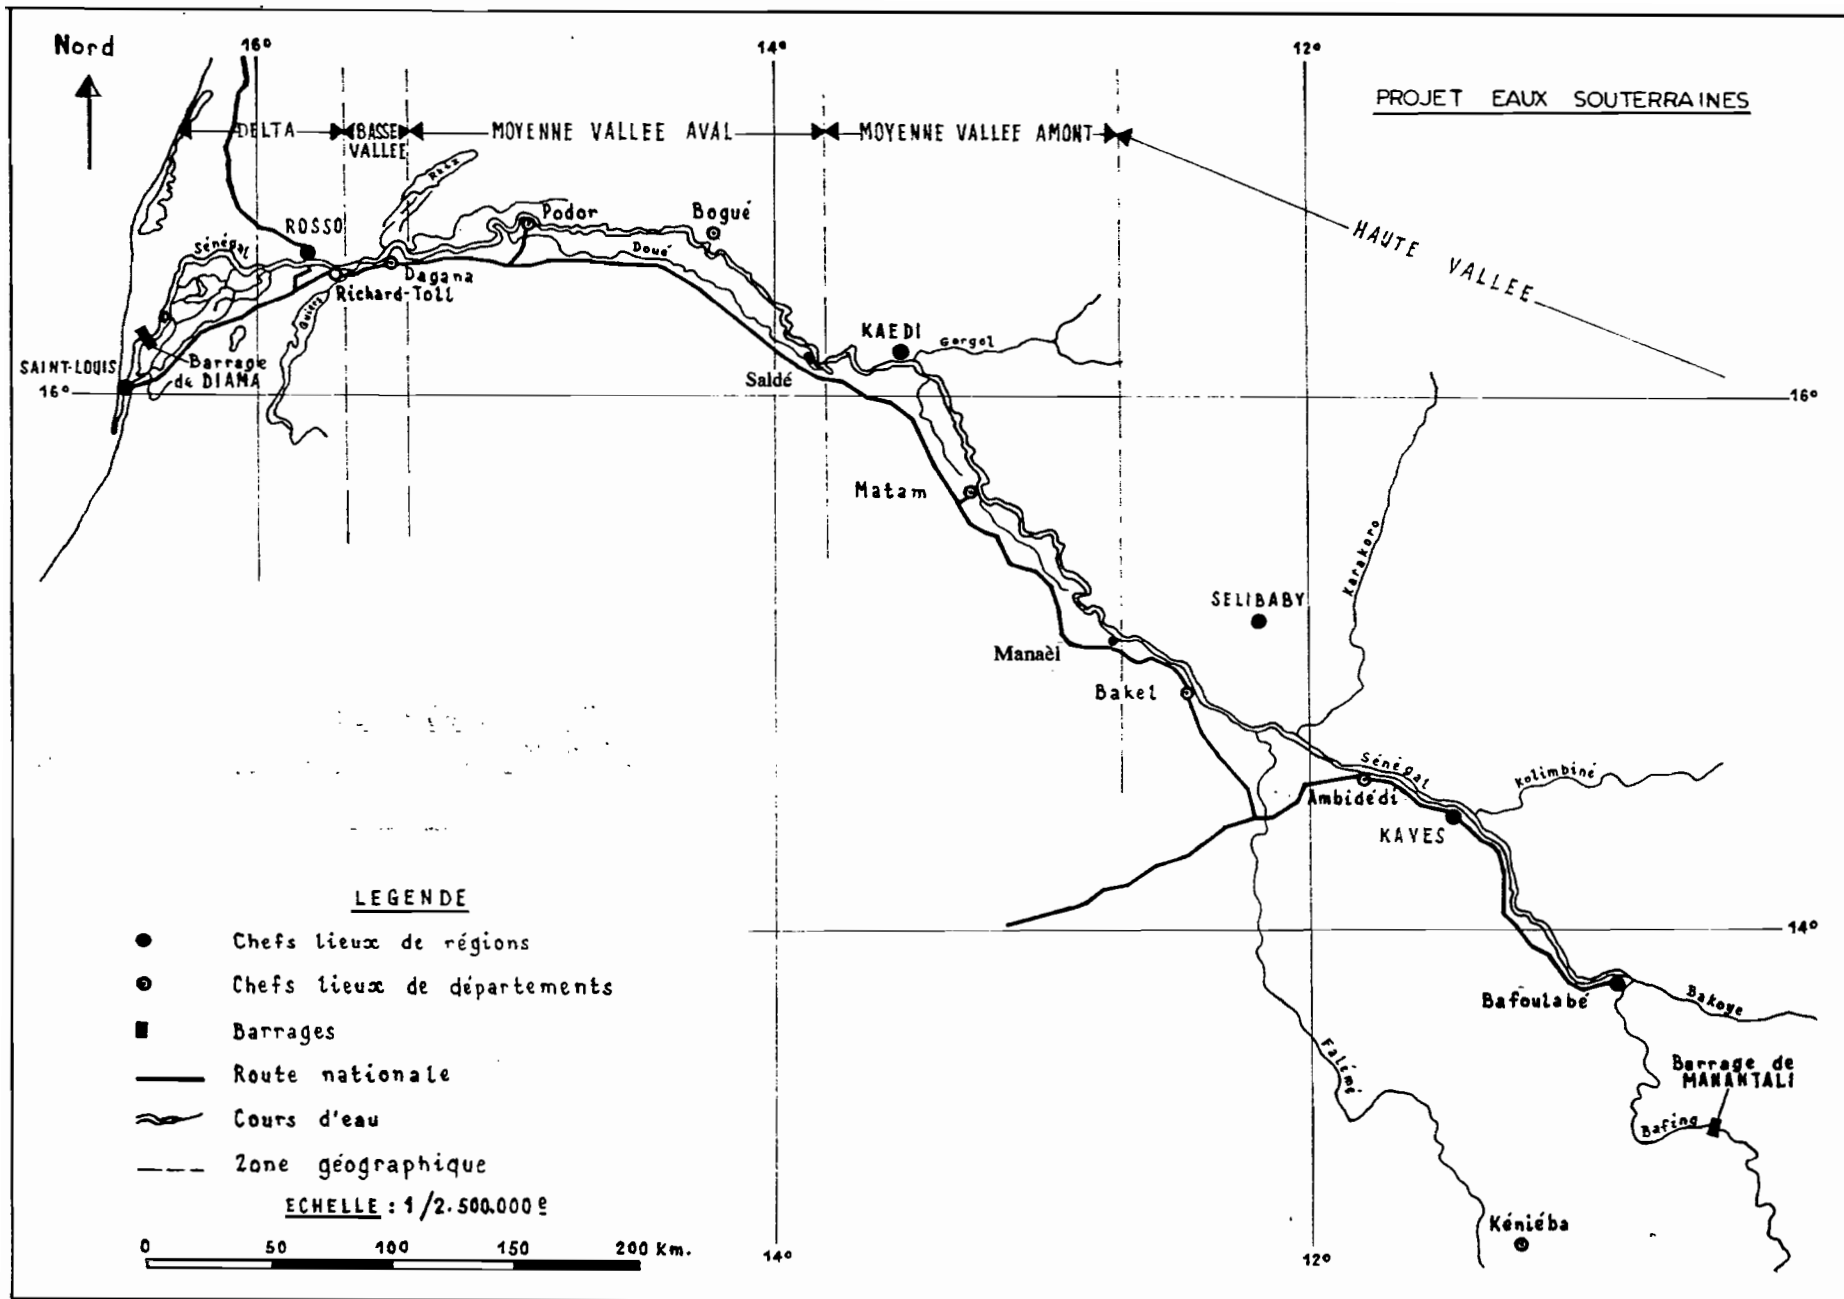 Nord
16°
14°
12°
PROJET EAUX SOUTERRAINES
DELTA
BASSE
VALLEE
MOYENNE VALLEE AVAL
MOYENNE VALLEE AMONT
HAUTE VALLEE
Rkiz
ROSSO
Sénégal
Podor
Bogué
Doué
Dagana
Richard-Toll
Guiers
Barrage
de DIAMA
SAINT-LOUIS
16°
KAEDI
Gorgol
Saldé
16°
Matam
Karakoro
SELIBABY
Manaèl
Bakel
Sénégal
Ambidédi
Kolimbiné
KAYES
LEGENDE
Chefs lieux de régions
Chefs lieux de départements
Barrages
Route nationale
Cours d'eau
Zone géographique
ECHELLE : 1/2.500.000e
0 50 100 150 200 Km.
14°
Bafoulabé
Bakoye
Falémé
Barrage de
MANANTALI
Bafing
Kéniéba
14°
12°